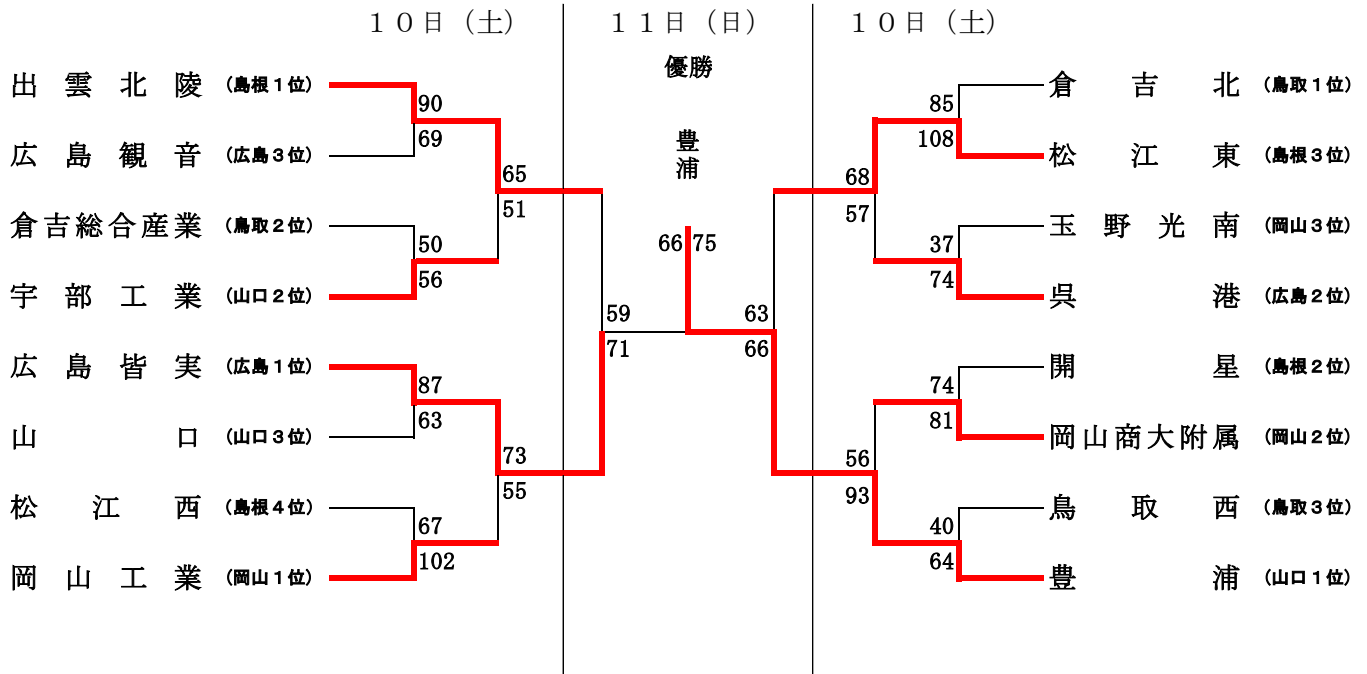 １０日（土） １１日（日） １０日（土）
優勝
豊浦
66 75
出雲北陵 （島根１位）
90
69
広島観音 （広島３位）
65
51
倉吉総合産業 （鳥取２位）
50
56
宇部工業 （山口２位）
59
71
広島皆実 （広島１位）
87
63
山口 （山口３位）
73
55
松江西 （島根４位）
67
102
岡山工業 （岡山１位）
倉吉北 （鳥取１位）
85
108
松江東 （島根３位）
68
57
玉野光南 （岡山３位）
37
74
呉港 （広島２位）
63
66
開星 （島根２位）
74
81
岡山商大附属 （岡山２位）
56
93
鳥取西 （鳥取３位）
40
64
豊浦 （山口１位）